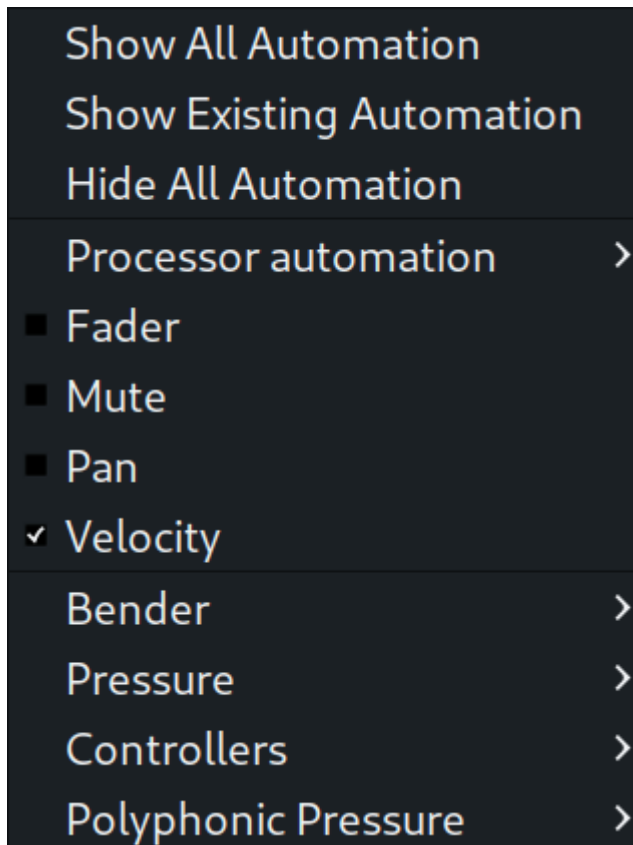 Show All Automation
Show Existing Automation
Hide All Automation
Processor automation
Fader
Mute
Pan
Velocity
Bender
Pressure
Controllers
Polyphonic Pressure